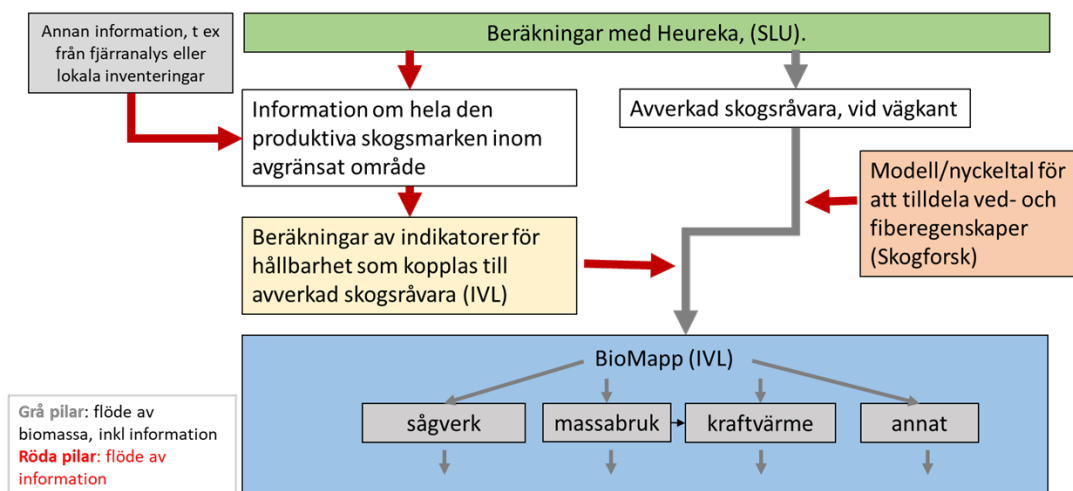 Annan information, t ex
från fjärranalys eller
lokala inventeringar
Beräkningar med Heureka, (SLU).
Information om hela den
produktiva skogsmarken inom
avgränsat område
Avverkad skogsråvara, vid vägkant
Modell/nyckeltal för
att tilldela ved- och
fiberegenskaper
(Skogforsk)
Beräkningar av indikatorer för
hållbarhet som kopplas till
avverkad skogsråvara (IVL)
BioMapp (IVL)
sågverk
massabruk
kraftvärme
annat
Grå pilar: flöde av
biomassa, inkl information
Röda pilar: flöde av
information